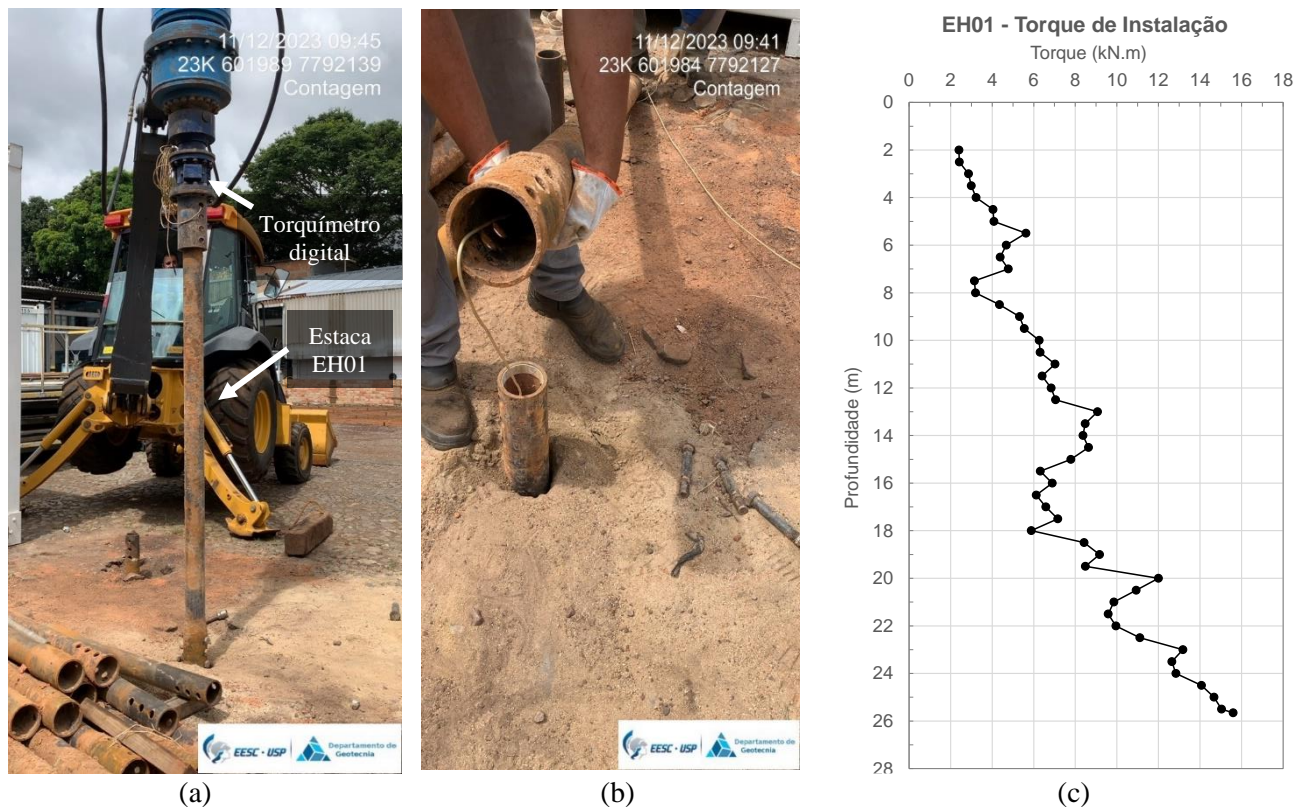 11/12/2023 09:45
23K 601989 7792139
Contagem
Torquímetro
digital
Estaca
EH01
EESC • USP
Departamento de
Geotecnia
(a)
11/12/2023 09:41
23K 601984 7792127
Contagem
EESC • USP
Departamento de
Geotecnia
(b)
EH01 - Torque de Instalação
Torque (kN.m)
0 2 4 6 8 10 12 14 16 18
Profundidade (m)
0
2
4
6
8
10
12
14
16
18
20
22
24
26
28
(c)